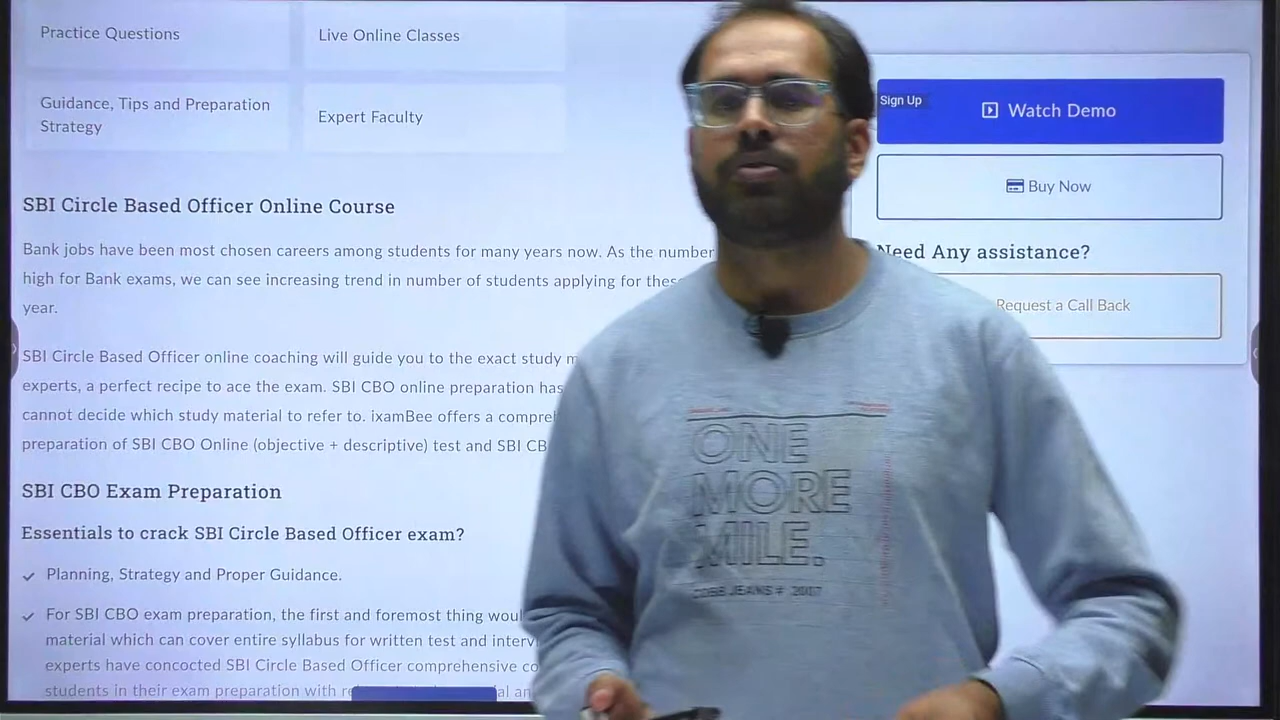 Practice Questions
Live Online Classes
Guidance, Tips and Preparation
Strategy
Expert Faculty
SBI Circle Based Officer Online Course
Bank jobs have been most chosen careers among students for many years now. As the number
high for Bank exams, we can see increasing trend in number of students applying for these
year.
SBI Circle Based Officer online coaching will guide you to the exact study
experts, a perfect recipe to ace the exam. SBI CBO online preparation has
cannot decide which study material to refer to. ixamBee offers a
preparation of SBI CBO Online (objective + descriptive) test and SBI
SBI CBO Exam Preparation
Essentials to crack SBI Circle Based Officer exam?
Planning, Strategy and Proper Guidance.
For SBI CBO exam preparation, the first and foremost thing
material which can cover entire syllabus for written test and
experts have concocted SBI Circle Based Officer comprehensive
students in their exam preparation with
Sign Up
Watch Demo
Buy Now
Need Any assistance?
Request a Call Back
ONE
MORE
MILE.
JEANS # 2007